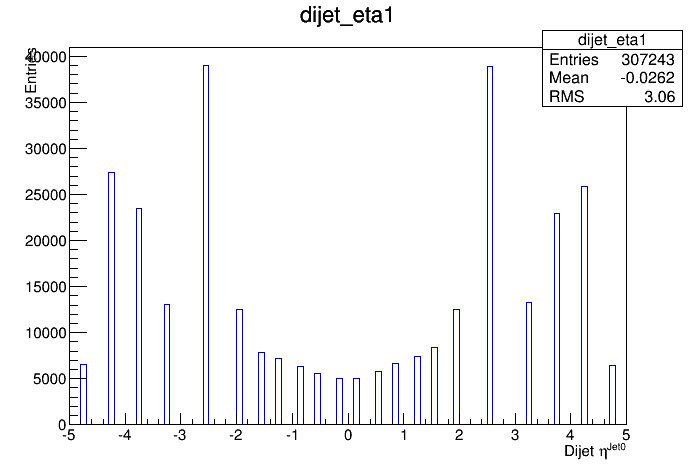 dijet_eta1
dijet_eta1
Entries 307243
Mean -0.0262
RMS 3.06
Entries
40000
35000
30000
25000
20000
15000
10000
5000
0
-5 -4 -3 -2 -1 0 1 2 3 4 5
Dijet η^Jet0